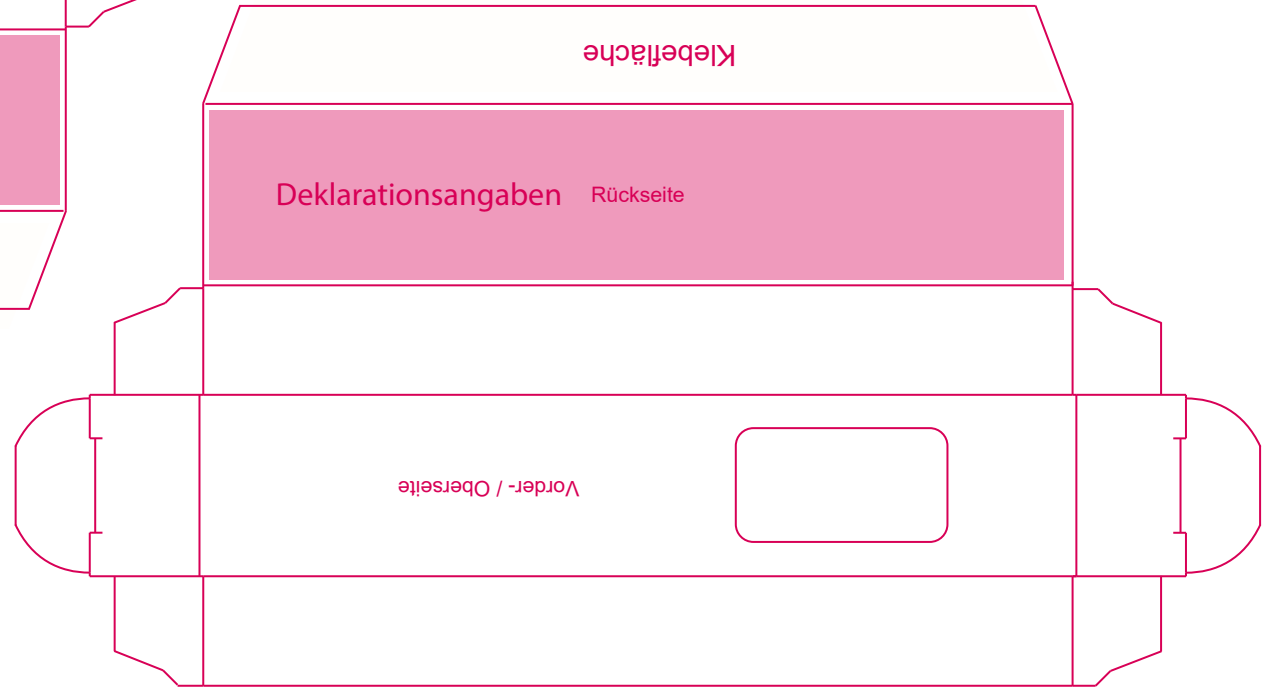 Klebefläche
Deklarationsangaben Rückseite
Vorder- / Oberseite